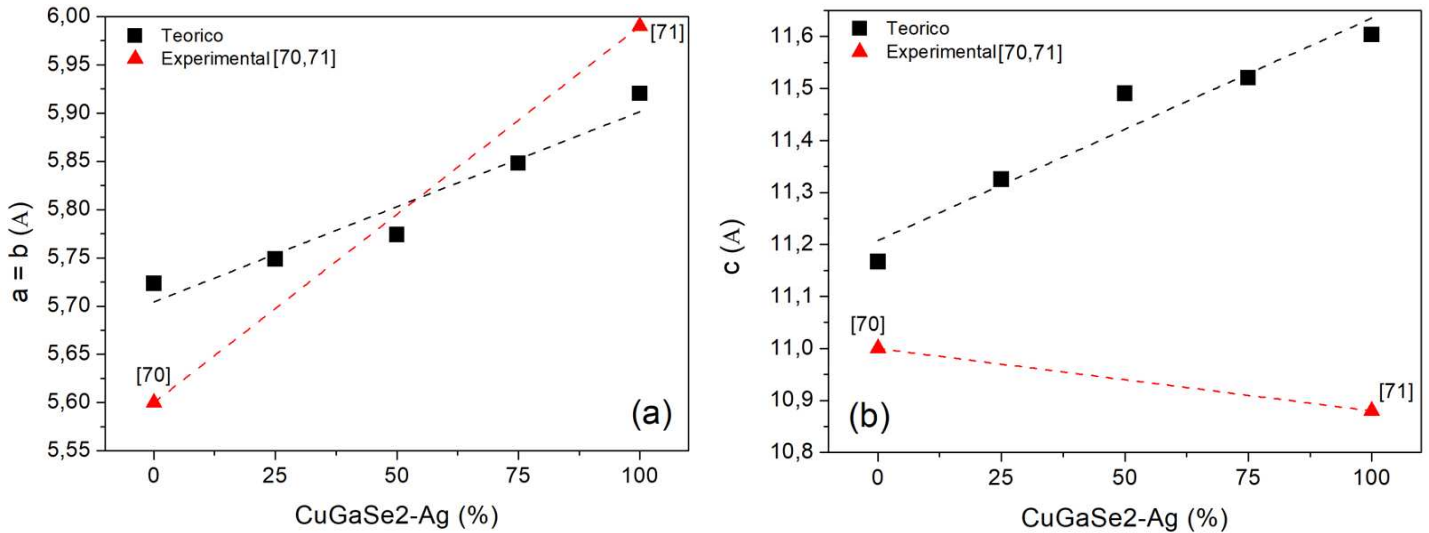 6,00
5,95
5,90
5,85
5,80
5,75
5,70
5,65
5,60
5,55
a = b (A)
Teorico
Experimental [70,71]
[71]
[70]
(a)
0 25 50 75 100
CuGaSe2-Ag (%)
11,6
11,5
11,4
11,3
11,2
11,1
11,0
10,9
10,8
c (A)
Teorico
Experimental [70,71]
[70]
[71]
(b)
0 25 50 75 100
CuGaSe2-Ag (%)